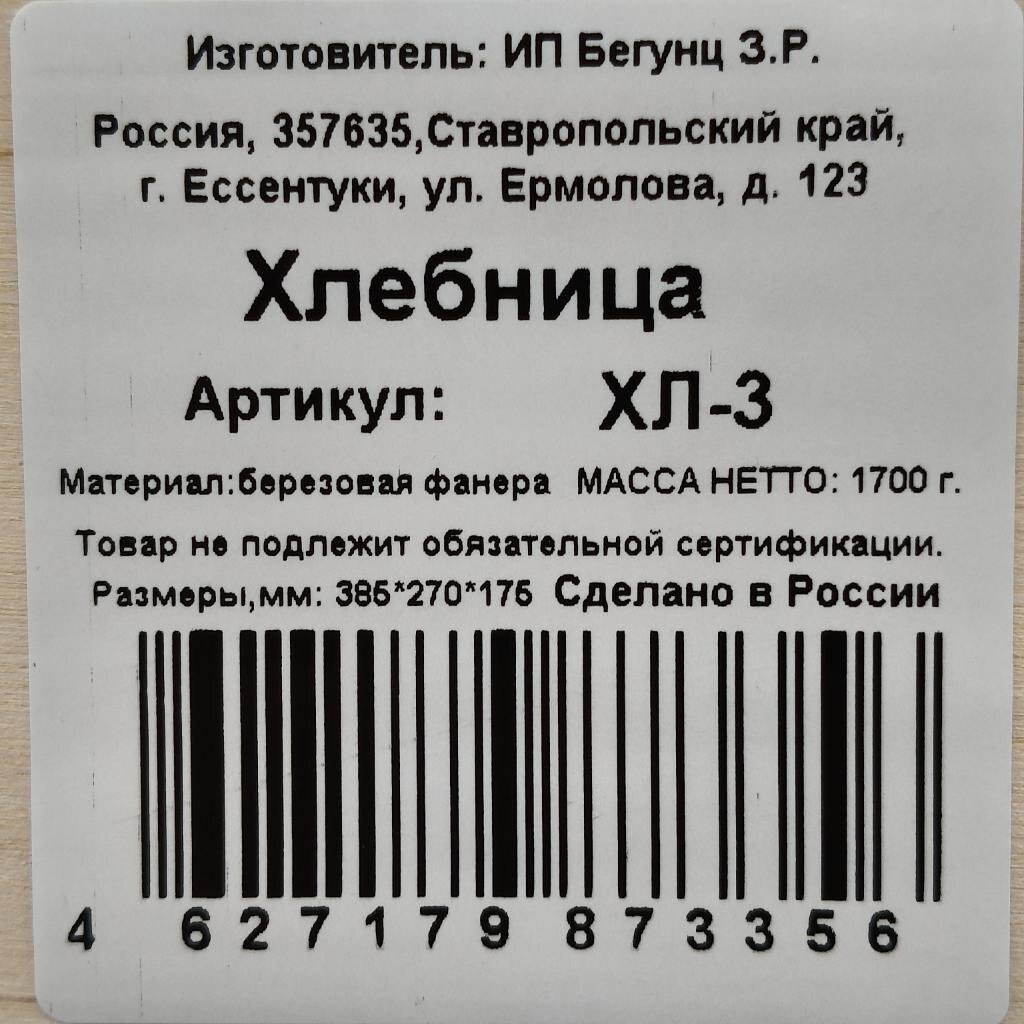 Изготовитель: ИП Бегунц З.Р.
Россия, 357635,Ставропольский край,
г. Ессентуки, ул. Ермолова, д. 123
Хлебница
Артикул: ХЛ-3
Материал:березовая фанера МАССА НЕТТО: 1700 г.
Товар не подлежит обязательной сертификации.
Размеры,мм: 385*270*175 Сделано в России
4 627179 873356